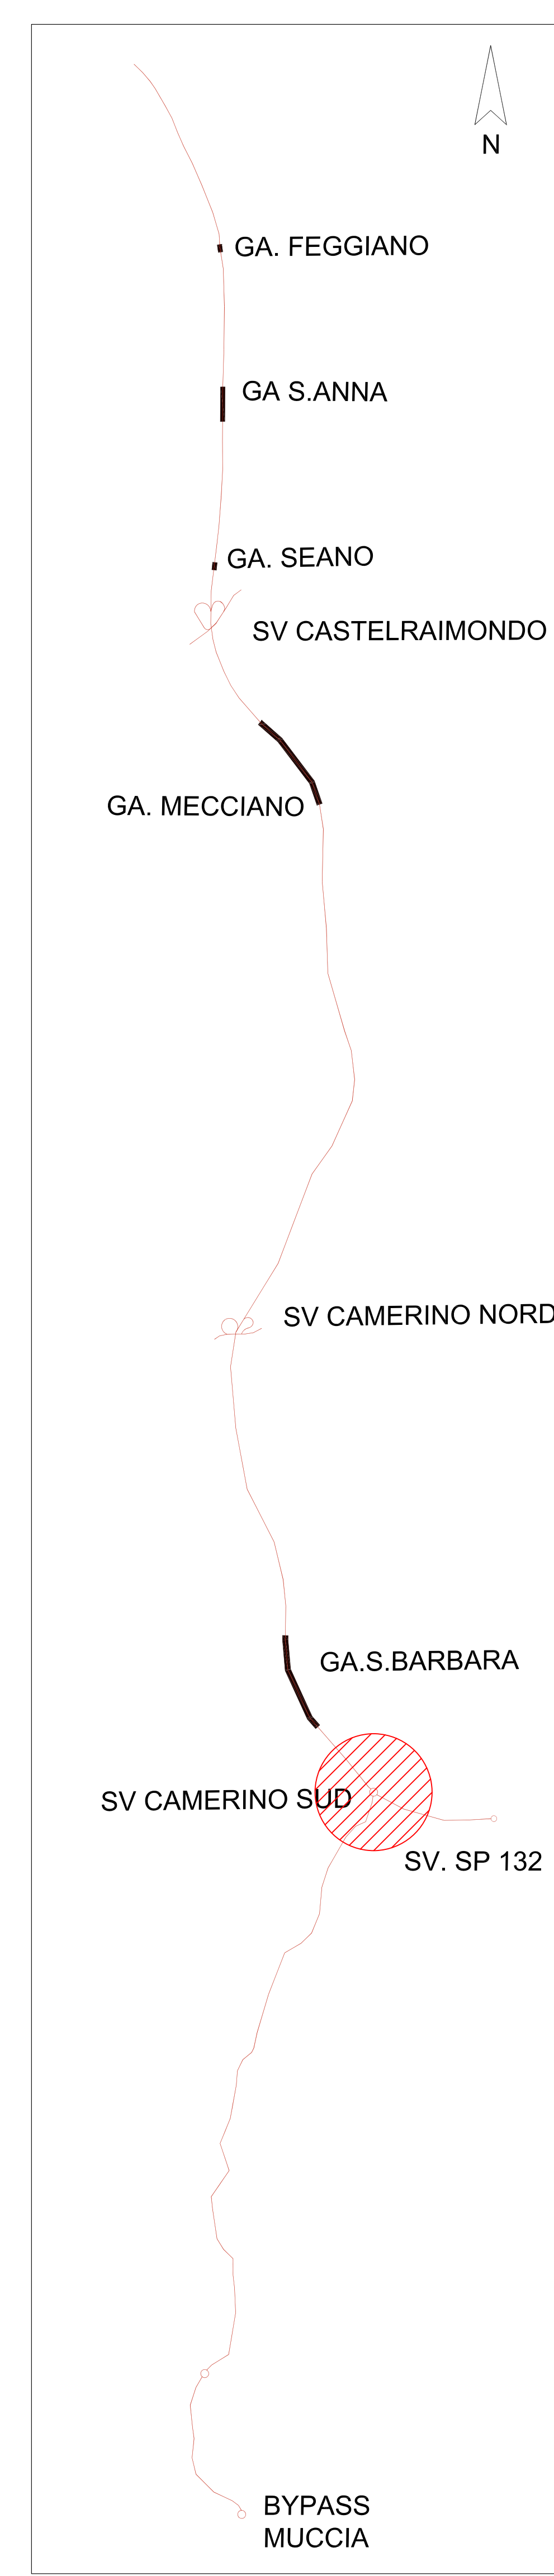 N
GA. FEGGIANO
GA S.ANNA
GA. SEANO
SV CASTELRAIMONDO
GA. MECCIANO
SV CAMERINO NORD
GA.S.BARBARA
SV CAMERINO SUD
SV. SP 132
BYPASS
MUCCIA